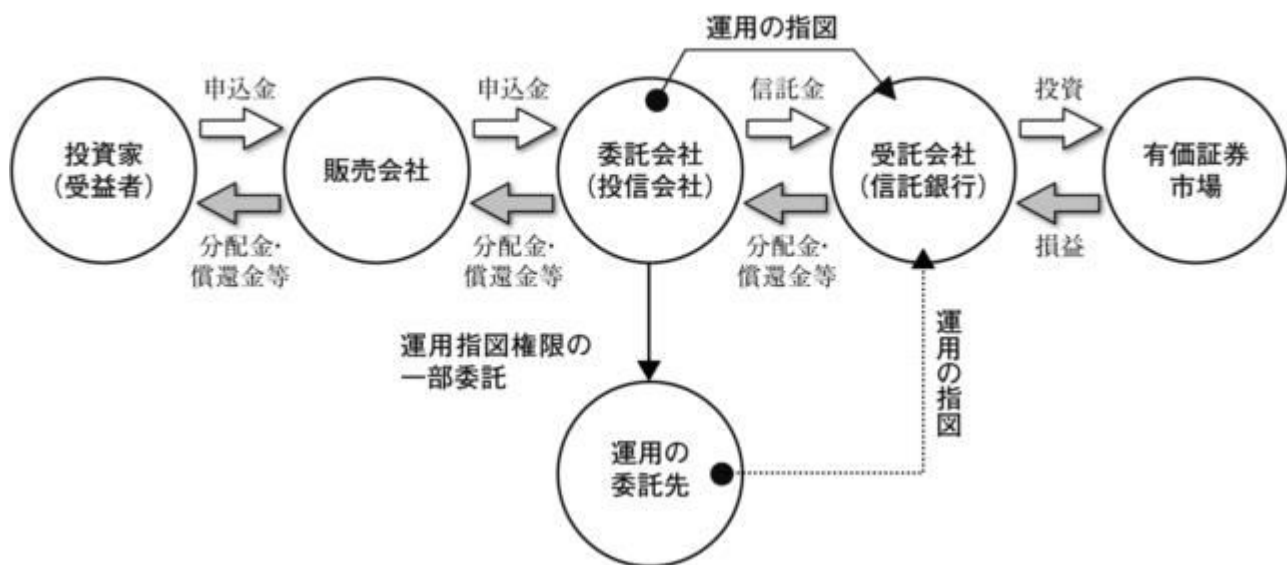 運用の指図
申込金
申込金
信託金
投資
投資家
(受益者)
販売会社
委託会社
(投信会社)
受託会社
(信託銀行)
有価証券
市場
分配金・
償還金等
分配金・
償還金等
分配金・
償還金等
損益
運用指図権限の
一部委託
運用の指図
運用の
委託先